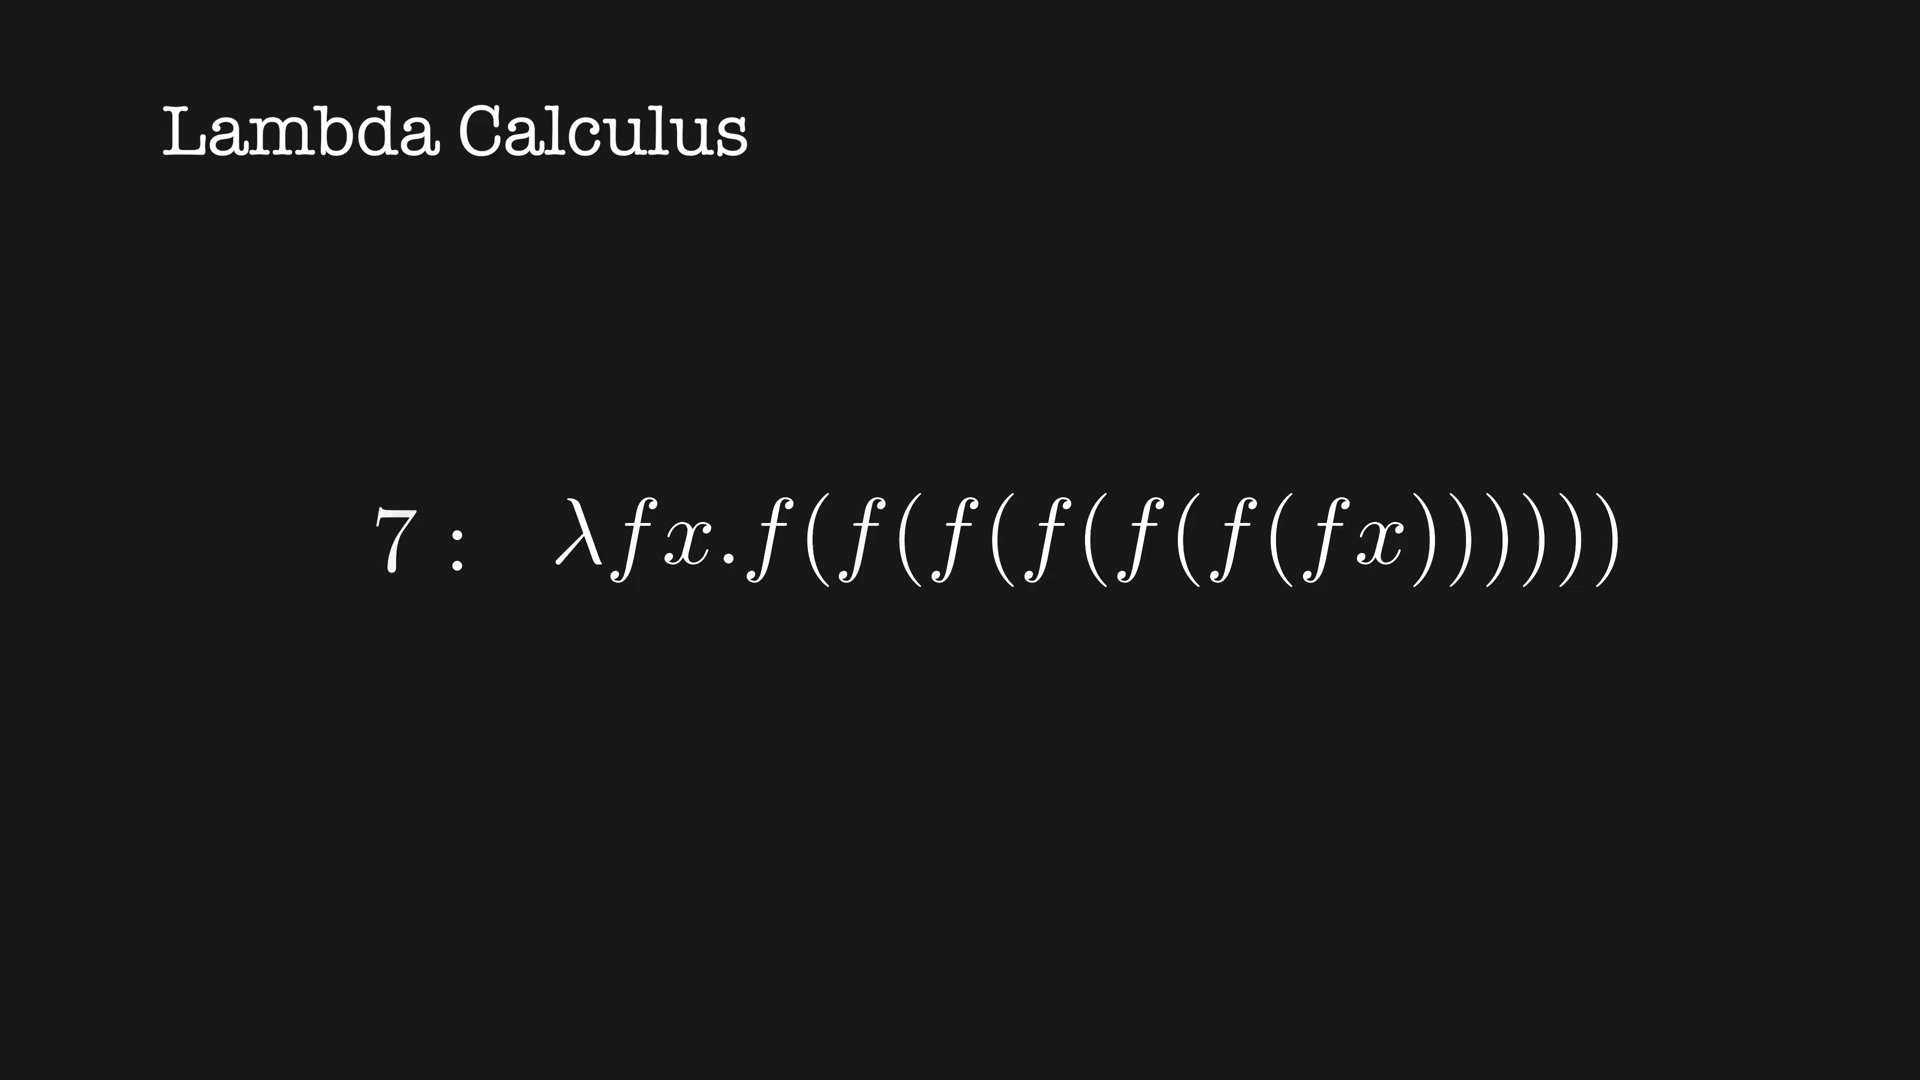 Lambda Calculus
7 : λfx.f(f(f(f(f(f(fx))))))